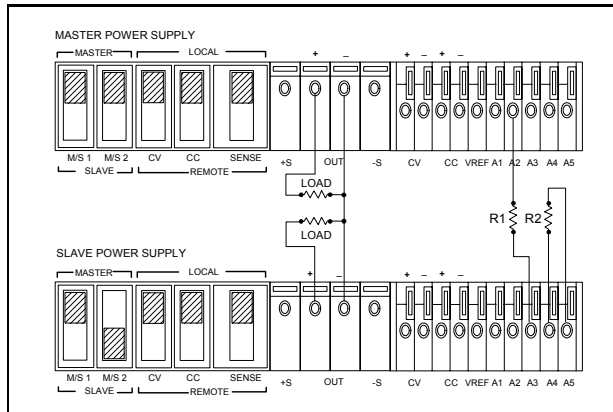 MASTER POWER SUPPLY
MASTER LOCAL
+ – + – + –
M/S 1 M/S 2 CV CC SENSE +S OUT -S CV CC VREF A1 A2 A3 A4 A5
SLAVE REMOTE
LOAD
R1 R2
LOAD
SLAVE POWER SUPPLY
MASTER LOCAL
+ – + – + –
M/S 1 M/S 2 CV CC SENSE +S OUT -S CV CC VREF A1 A2 A3 A4 A5
SLAVE REMOTE